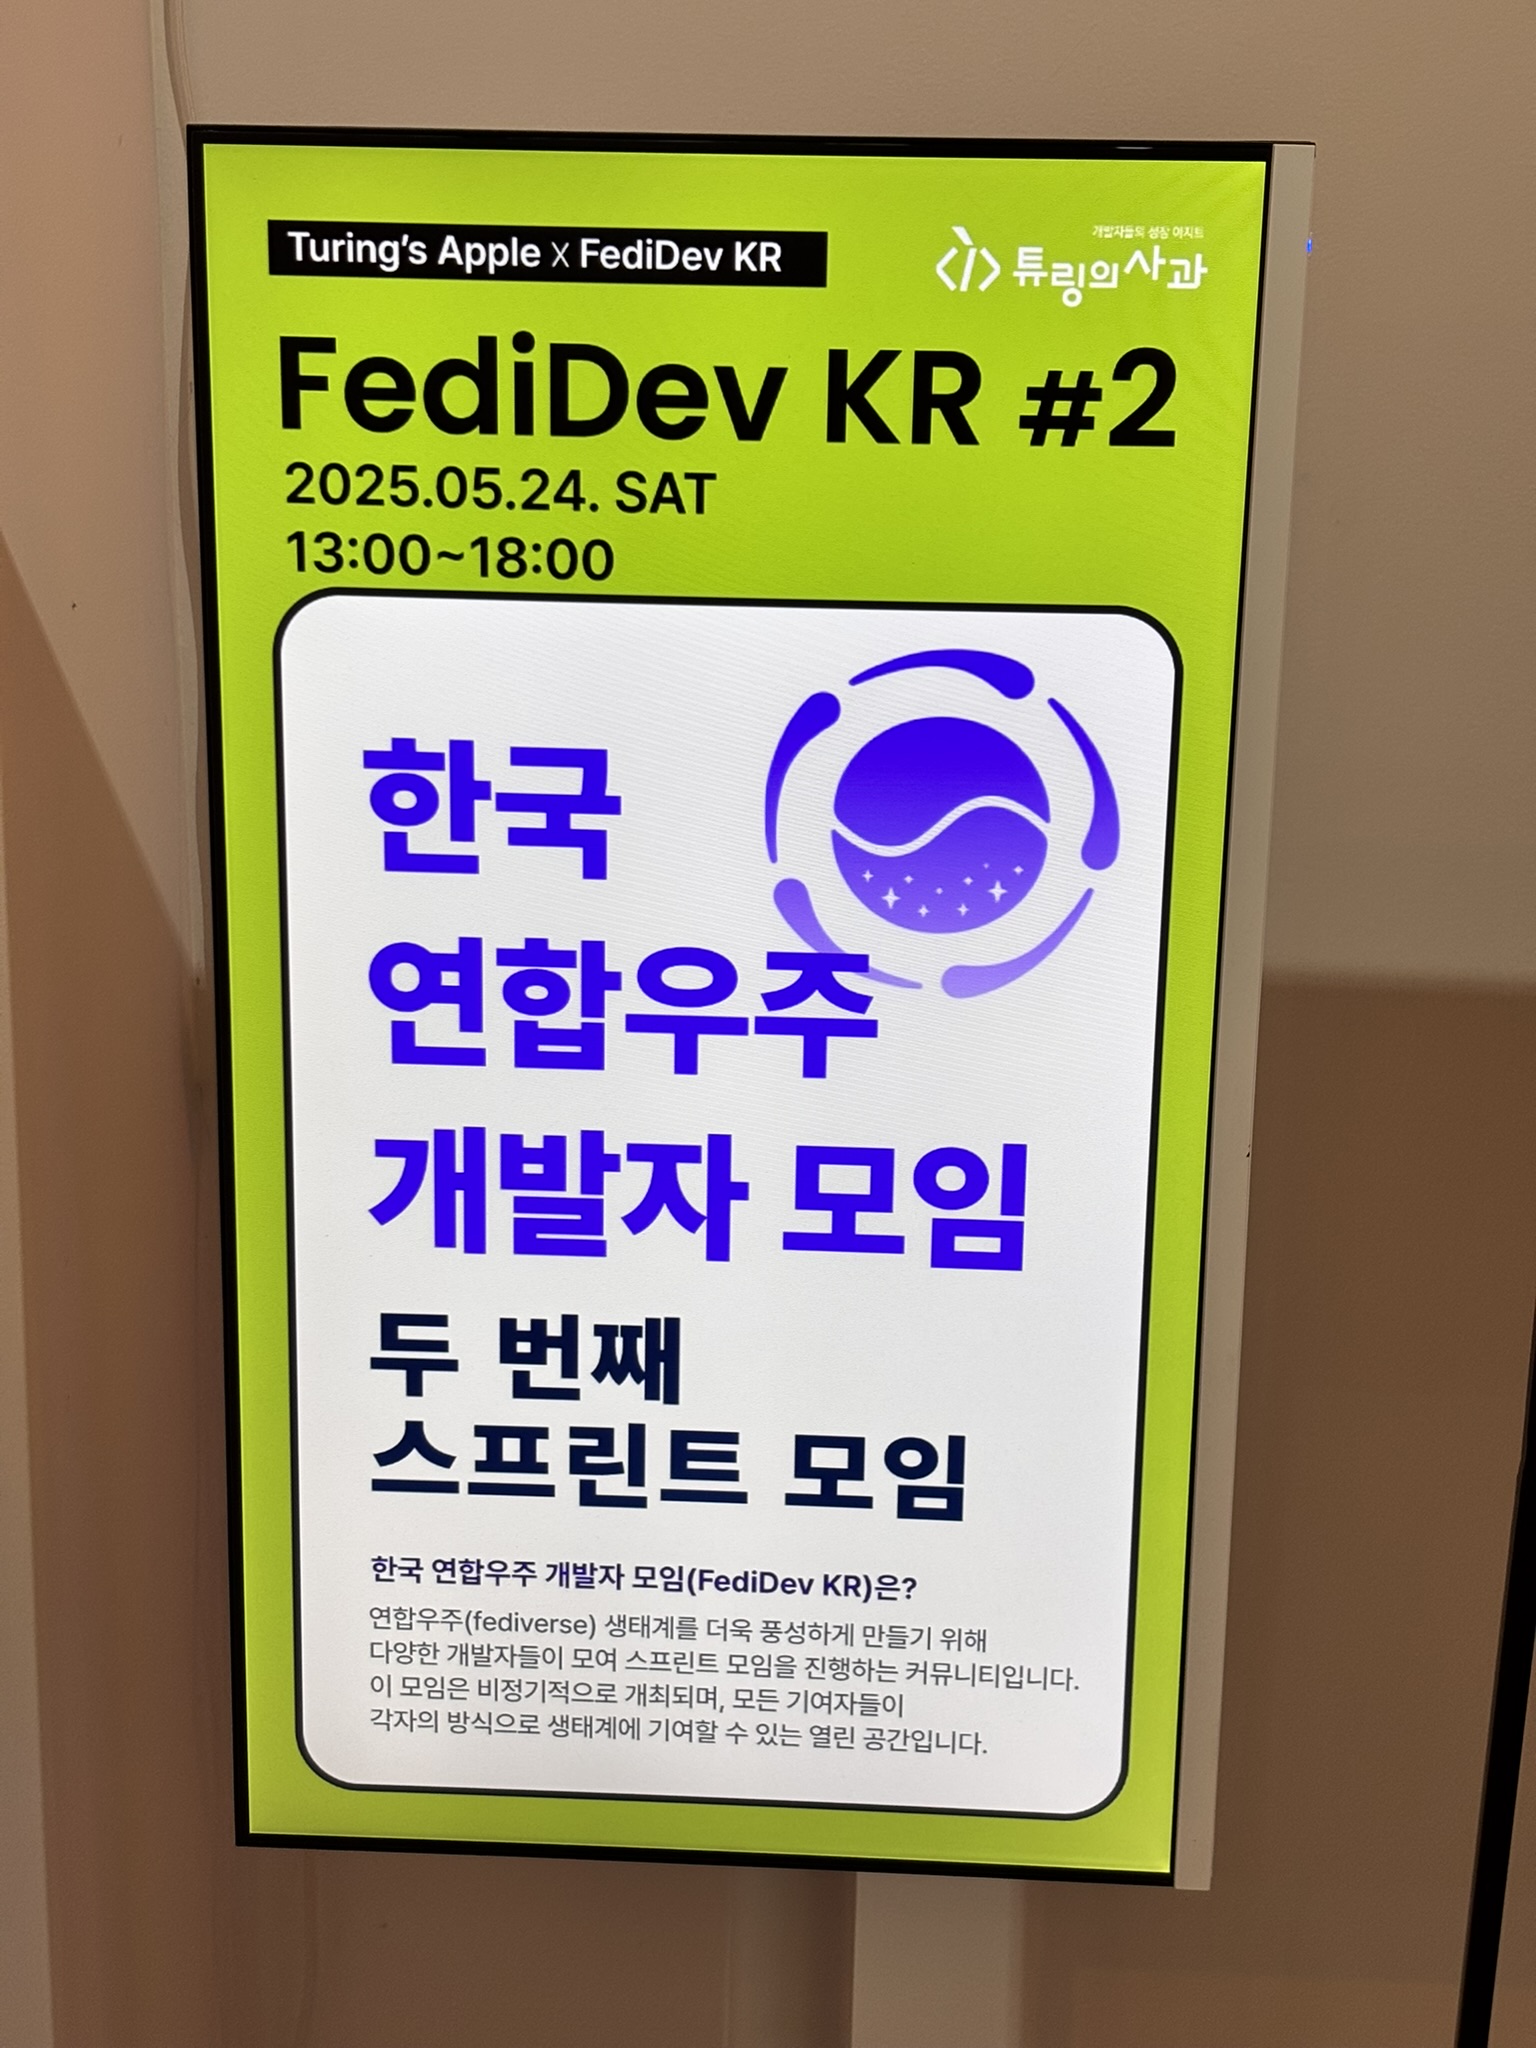 Turing's Apple X FediDev KR
개발자들의 성장 아지트
튜링의사과
FediDev KR #2
2025.05.24. SAT
13:00~18:00
한국
연합우주
개발자 모임
두 번째
스프린트 모임
한국 연합우주 개발자 모임(FediDev KR)은?
연합우주(fediverse) 생태계를 더욱 풍성하게 만들기 위해
다양한 개발자들이 모여 스프린트 모임을 진행하는 커뮤니티입니다.
이 모임은 비정기적으로 개최되며, 모든 기여자들이
각자의 방식으로 생태계에 기여할 수 있는 열린 공간입니다.